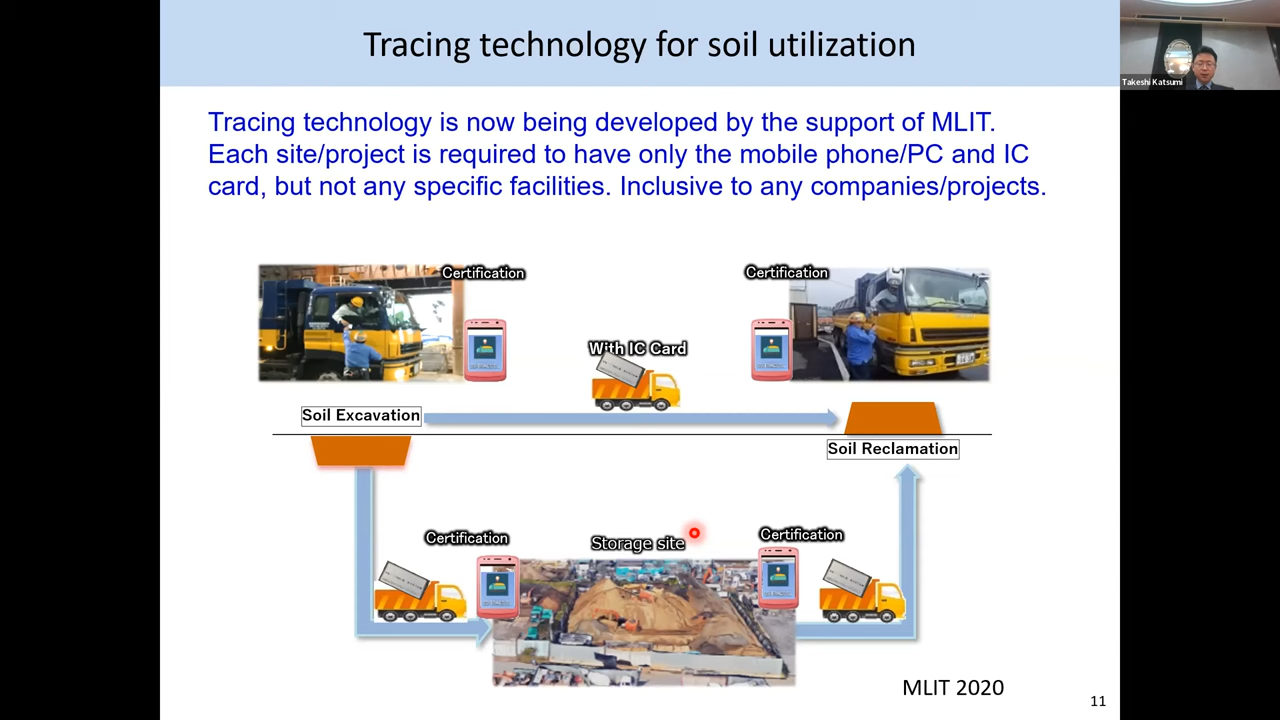 Tracing technology for soil utilization
Takeshi Katsumi
Tracing technology is now being developed by the support of MLIT.
Each site/project is required to have only the mobile phone/PC and IC
card, but not any specific facilities. Inclusive to any companies/projects.
Certification
Certification
With IC Card
Soil Excavation
Soil Reclamation
Certification
Storage site
Certification
MLIT 2020
11